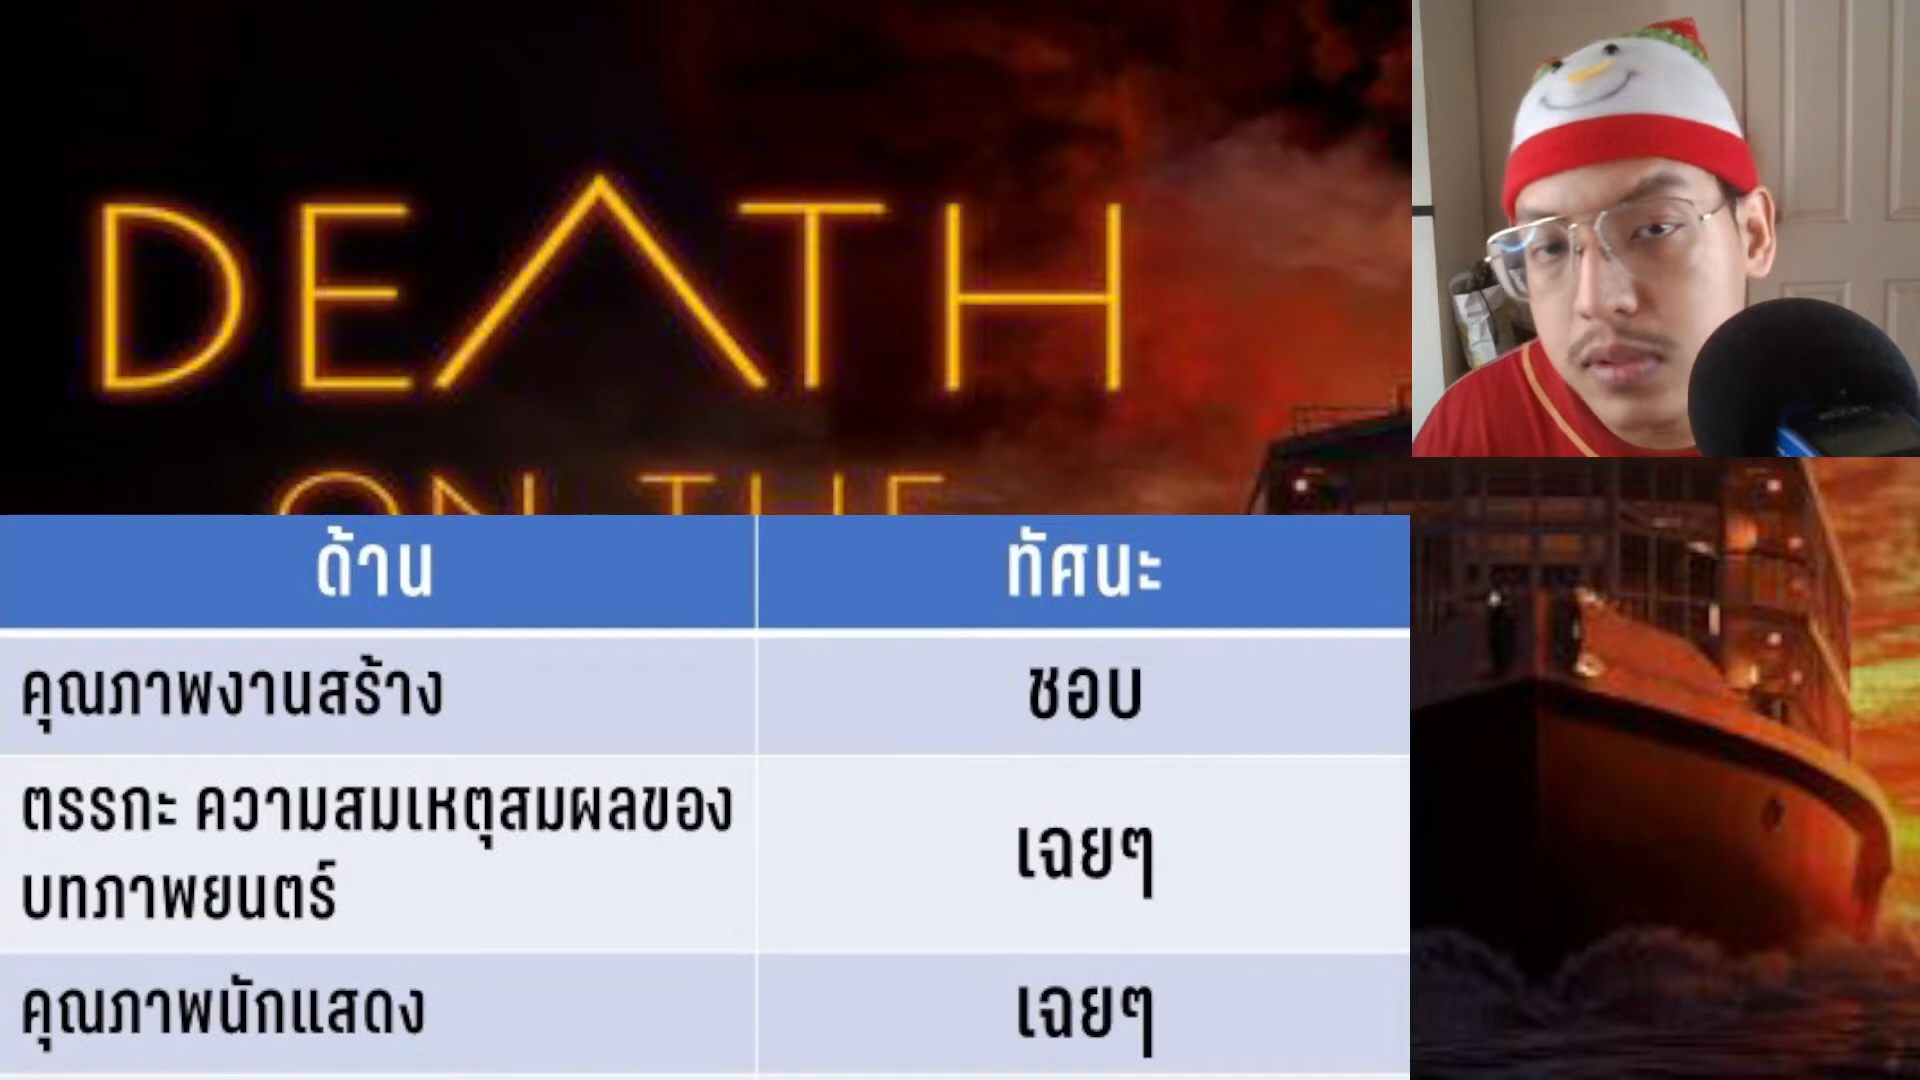 DEATH
ON THE
ด้าน
ทัศนะ
คุณภาพงานสร้าง
ชอบ
ตรรกะ ความสมเหตุสมผลของ
บทภาพยนตร์
เฉยๆ
คุณภาพนักแสดง
เฉยๆ